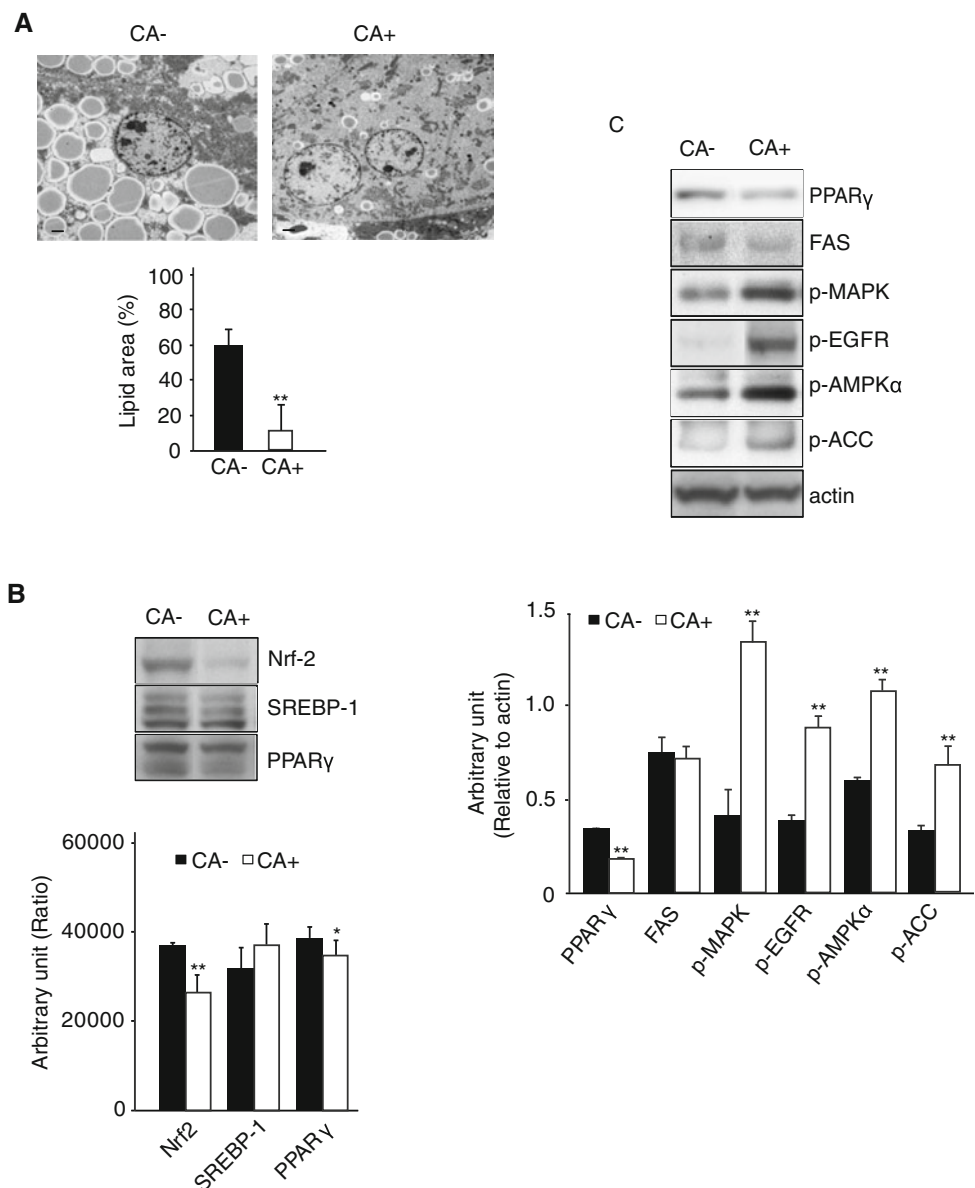 A
CA- CA+
Lipid area (%)
100
80
60
40
20
0
**
CA- CA+
B
CA- CA+
Nrf-2
SREBP-1
PPARγ
Arbitrary unit (Ratio)
60000
40000
20000
0
CA- CA+
**
*
Nrf2
SREBP-1
PPARγ
C
CA- CA+
PPARγ
FAS
p-MAPK
p-EGFR
p-AMPKα
p-ACC
actin
Arbitrary unit
(Relative to actin)
1.5
1.0
0.5
0
CA- CA+
**
**
**
**
**
PPARγ
FAS
p-MAPK
p-EGFR
p-AMPKα
p-ACC